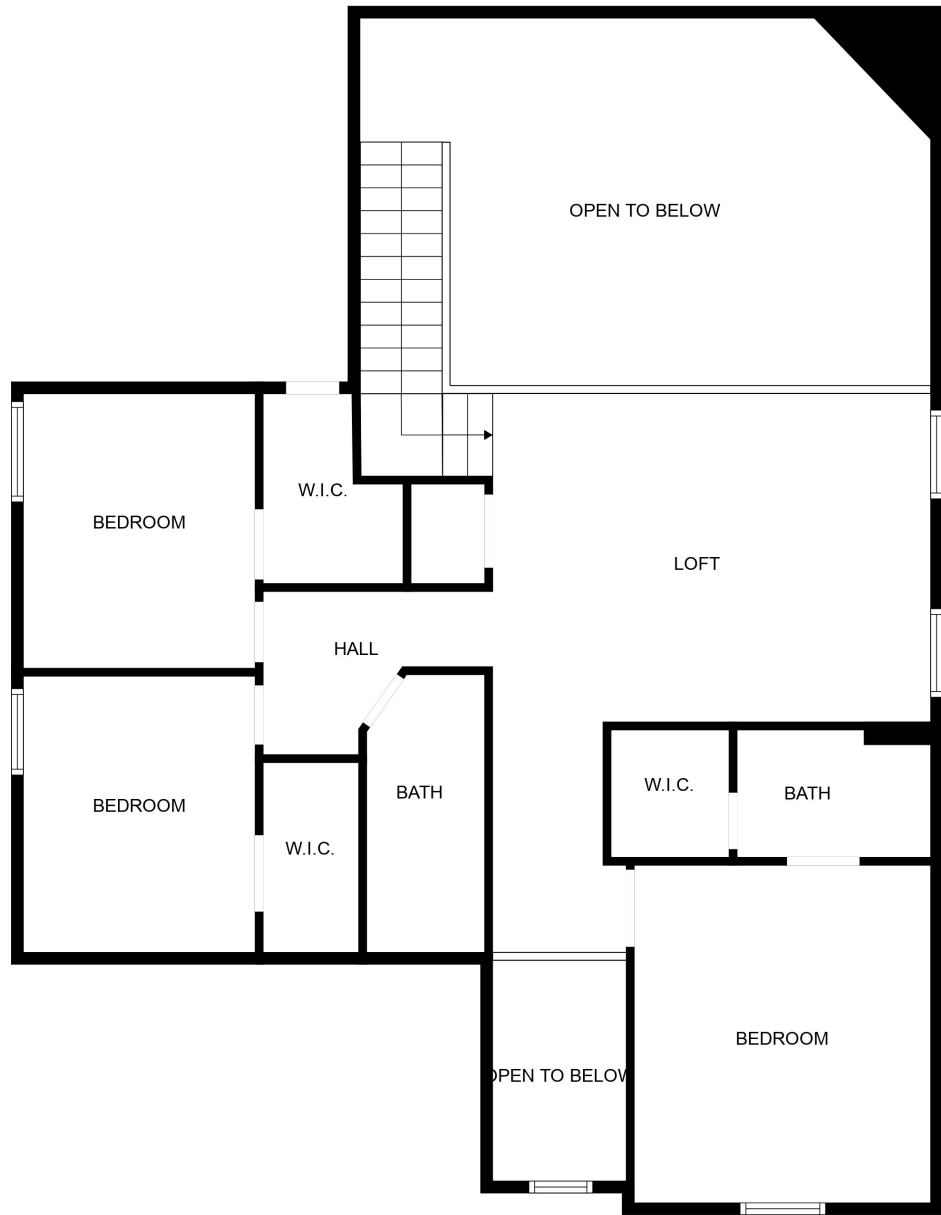 OPEN TO BELOW
W.I.C.
BEDROOM
LOFT
HALL
W.I.C.
BATH
BATH
BEDROOM
W.I.C.
BEDROOM
OPEN TO BELOW